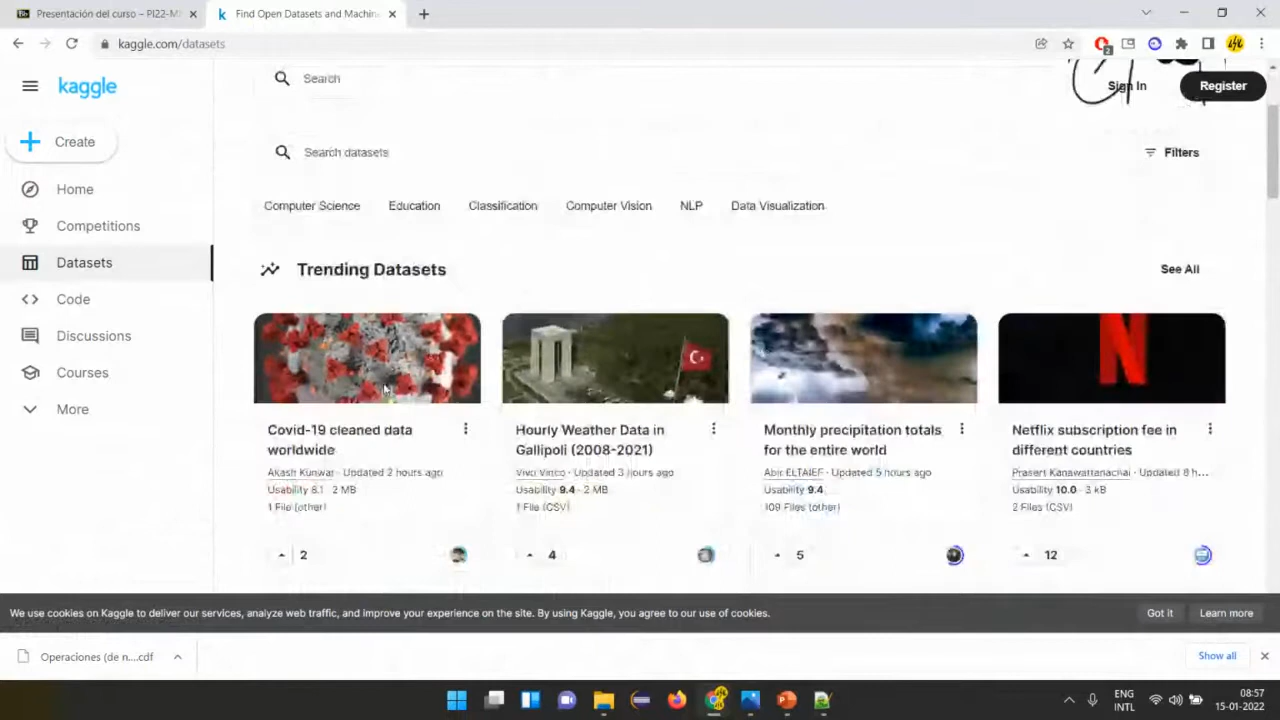 Presentación del curso – PI22-MI
Find Open Datasets and Machine
kaggle.com/datasets
2
kaggle
Search
Sign In
Register
Create
Search datasets
Filters
Home
Competitions
Datasets
Code
Discussions
Courses
More
Computer Science
Education
Classification
Computer Vision
NLP
Data Visualization
Trending Datasets
See All
Covid-19 cleaned data
worldwide
Akash Kunwar · Updated 2 hours ago
Usability 8.1 · 2 MB
1 File (other)
2
Hourly Weather Data in
Gallipoli (2008-2021)
Vivo Vinco · Updated 3 hours ago
Usability 9.4 · 2 MB
1 File (CSV)
4
Monthly precipitation totals
for the entire world
Abir ELTAIEF · Updated 5 hours ago
Usability 9.4
109 Files (other)
5
N
Netflix subscription fee in
different countries
Prasert Kanawattanachai · Updated 8 h...
Usability 10.0 · 3 kB
2 Files (CSV)
12
We use cookies on Kaggle to deliver our services, analyze web traffic, and improve your experience on the site. By using Kaggle, you agree to our use of cookies.
Got it
Learn more
Operaciones (de n....cdf
Show all
ENG
INTL
08:57
15-01-2022